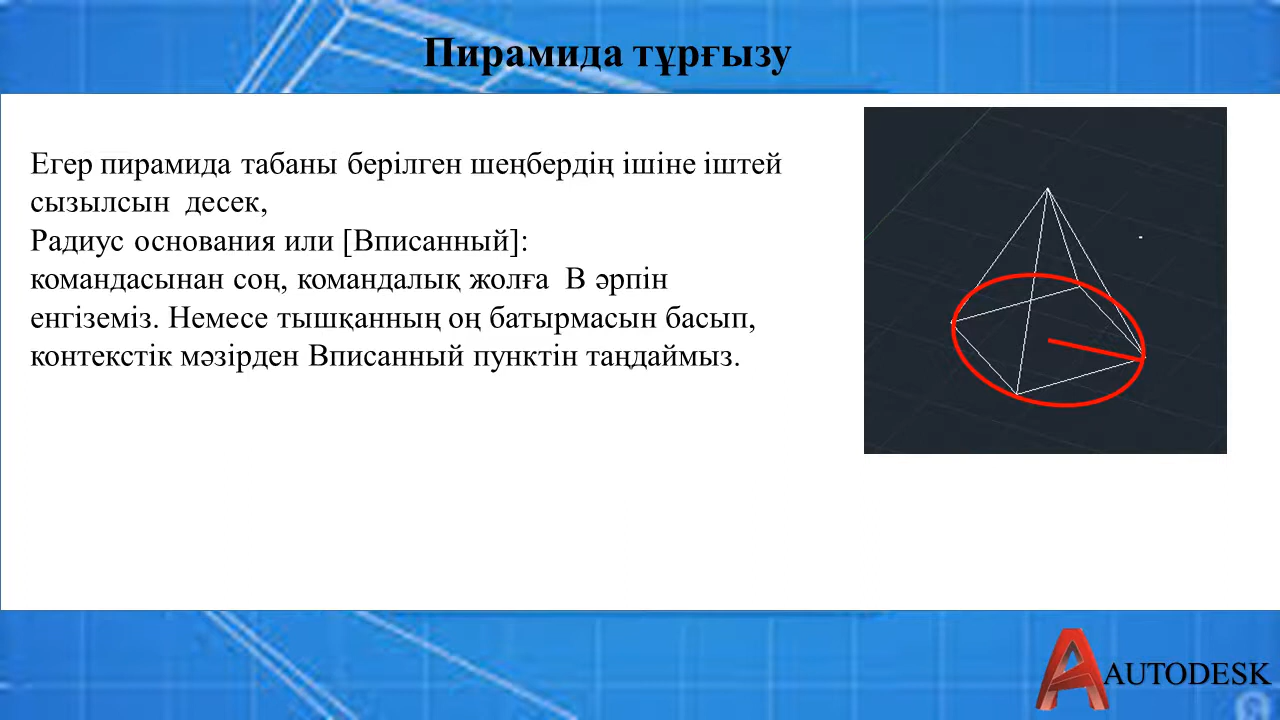 Пирамида тұрғызу
Егер пирамида табаны берілген шеңбердің ішіне іштей
сызылсын десек,
Радиус основания или [Вписанный]:
командасынан соң, командалық жолға В әрпін
енгіземіз. Немесе тышқанның оң батырмасын басып,
контекстік мәзірден Вписанный пунктін таңдаймыз.
AUTODESK